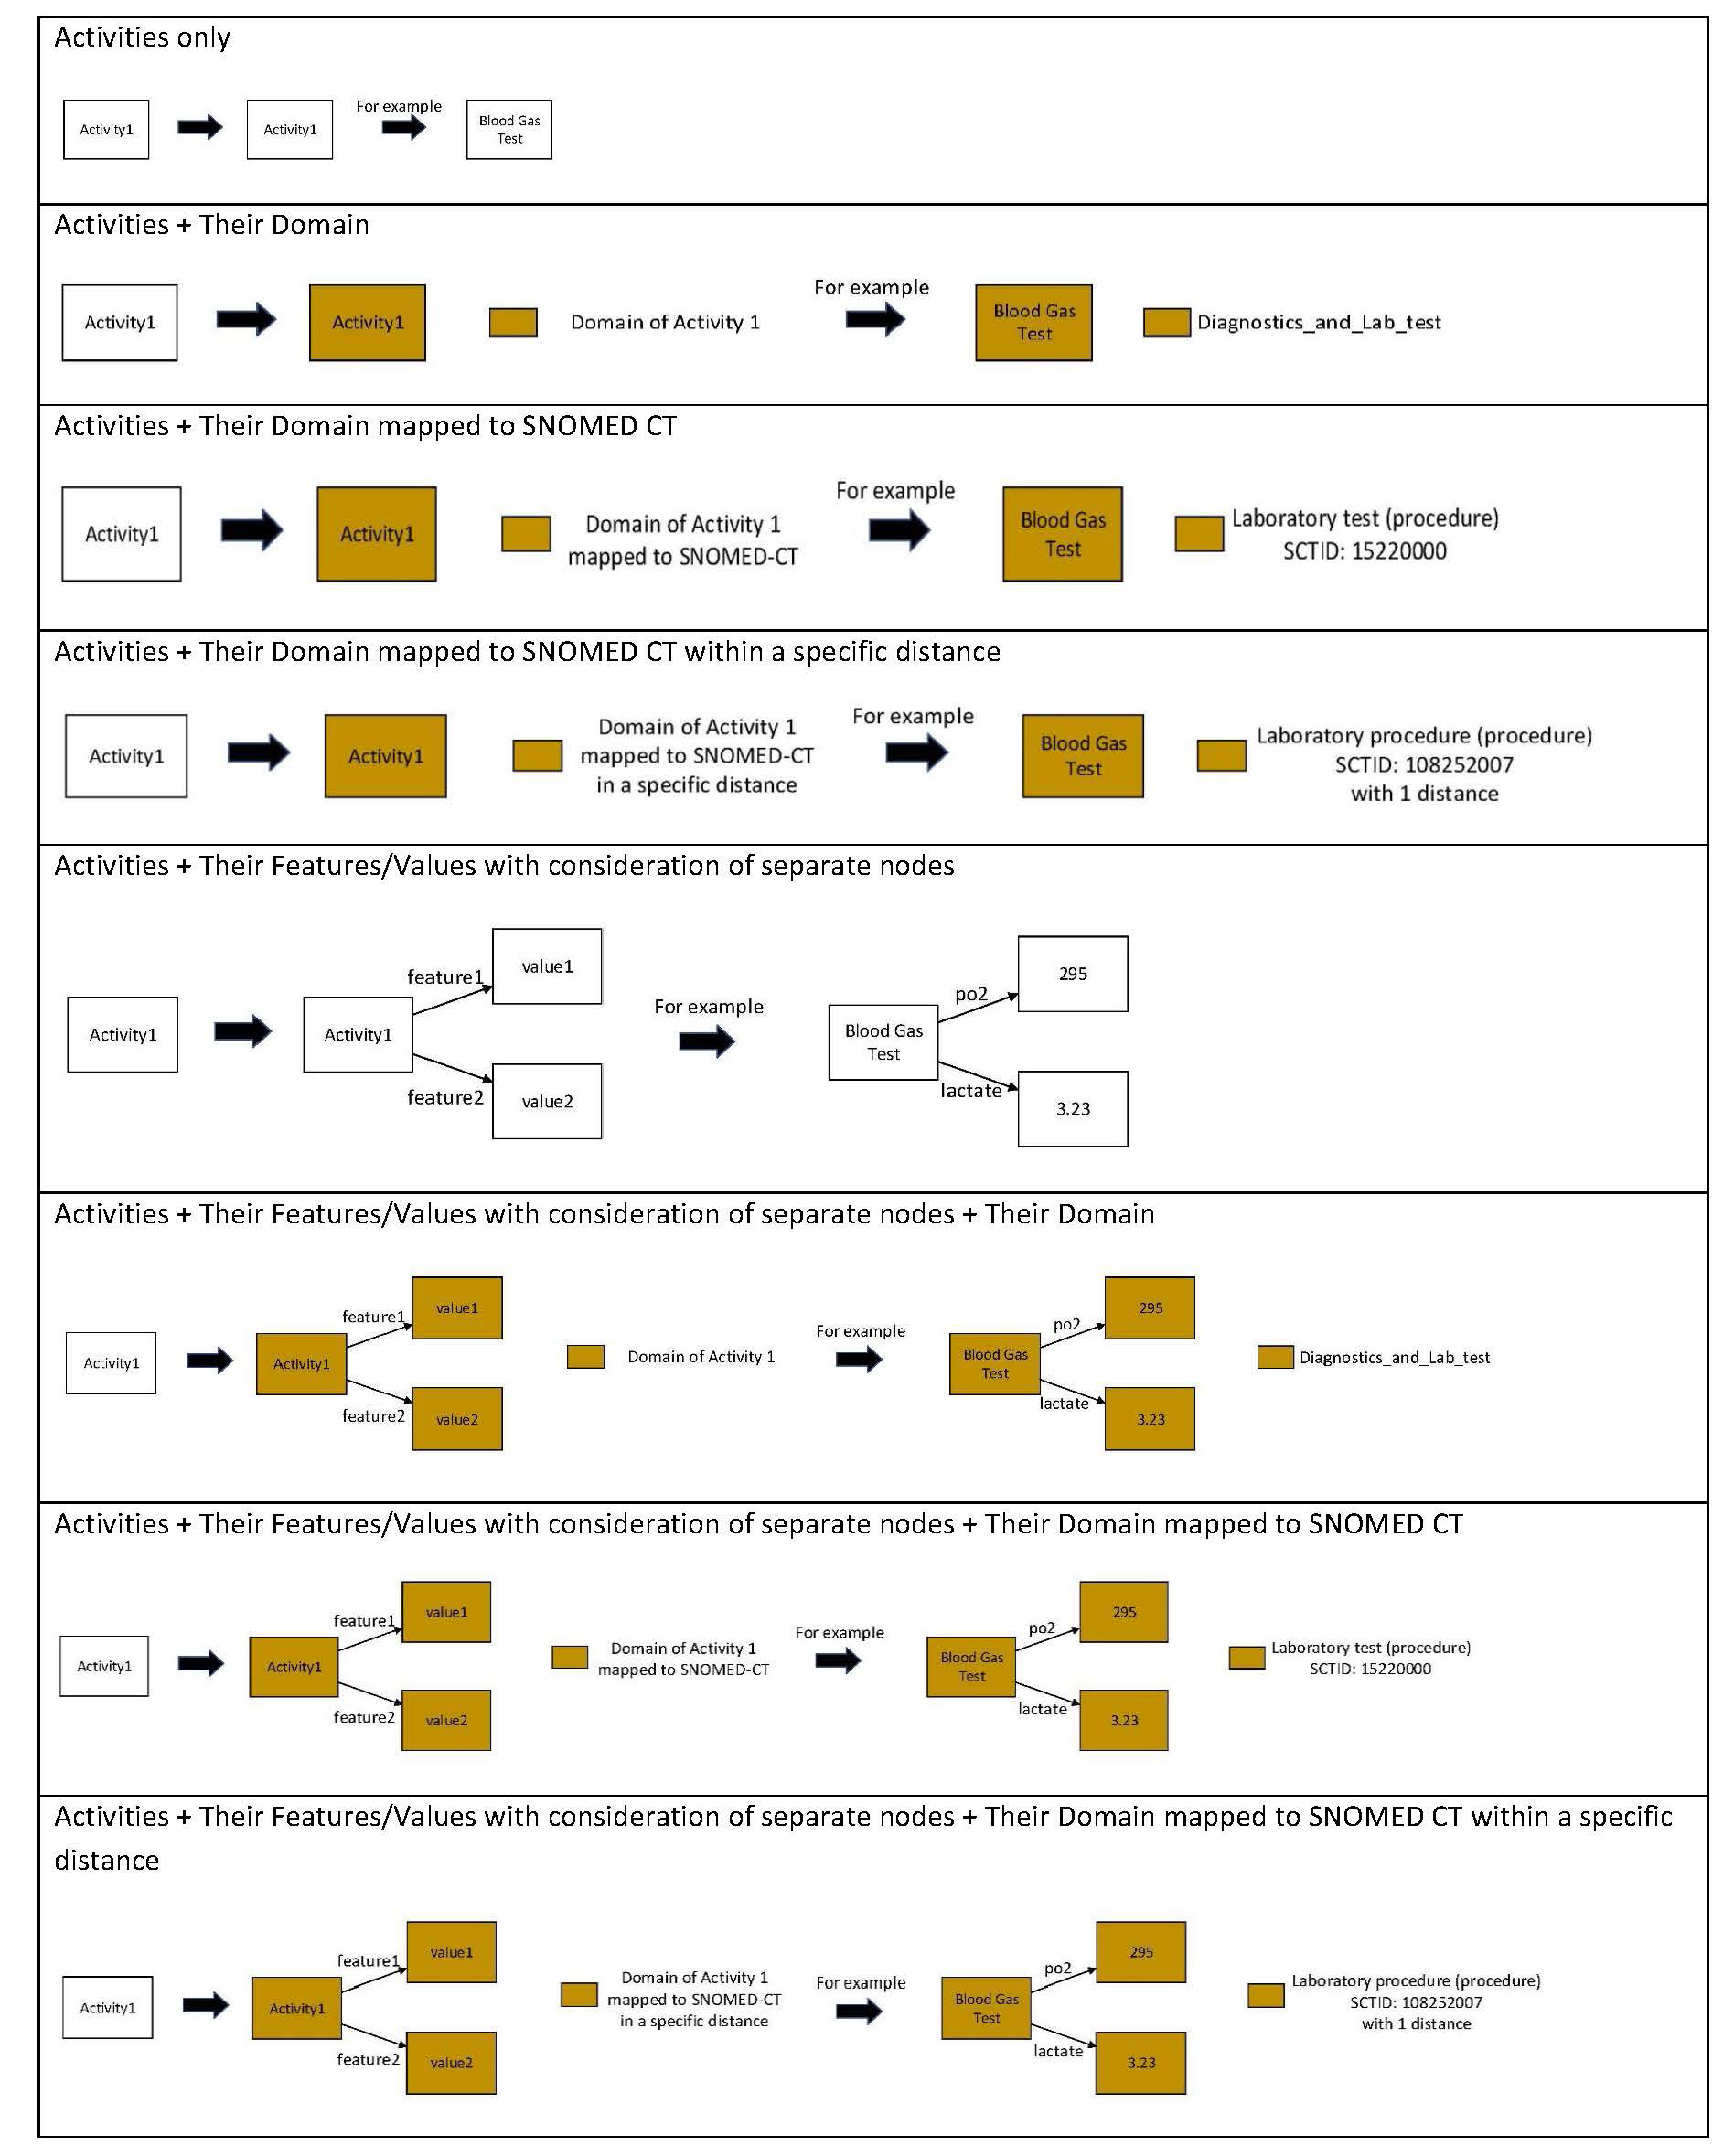 Activities only
For example
Activity1
Activity1
Blood Gas
Test
Activities + Their Domain
For example
Activity1
Activity1
Domain of Activity 1
Blood Gas
Test
Diagnostics_and_Lab_test
Activities + Their Domain mapped to SNOMED CT
For example
Activity1
Activity1
Domain of Activity 1
mapped to SNOMED-CT
Blood Gas
Test
Laboratory test (procedure)
SCTID: 15220000
Activities + Their Domain mapped to SNOMED CT within a specific distance
For example
Activity1
Activity1
Domain of Activity 1
mapped to SNOMED-CT
in a specific distance
Blood Gas
Test
Laboratory procedure (procedure)
SCTID: 108252007
with 1 distance
Activities + Their Features/Values with consideration of separate nodes
Activity1
Activity1
feature1
value1
feature2
value2
For example
Blood Gas
Test
po2
295
lactate
3.23
Activities + Their Features/Values with consideration of separate nodes + Their Domain
Activity1
Activity1
feature1
value1
feature2
value2
Domain of Activity 1
For example
Blood Gas
Test
po2
295
lactate
3.23
Diagnostics_and_Lab_test
Activities + Their Features/Values with consideration of separate nodes + Their Domain mapped to SNOMED CT
Activity1
Activity1
feature1
value1
feature2
value2
Domain of Activity 1
mapped to SNOMED-CT
For example
Blood Gas
Test
po2
295
lactate
3.23
Laboratory test (procedure)
SCTID: 15220000
Activities + Their Features/Values with consideration of separate nodes + Their Domain mapped to SNOMED CT within a specific
distance
Activity1
Activity1
feature1
value1
feature2
value2
Domain of Activity 1
mapped to SNOMED-CT
in a specific distance
For example
Blood Gas
Test
po2
295
lactate
3.23
Laboratory procedure (procedure)
SCTID: 108252007
with 1 distance